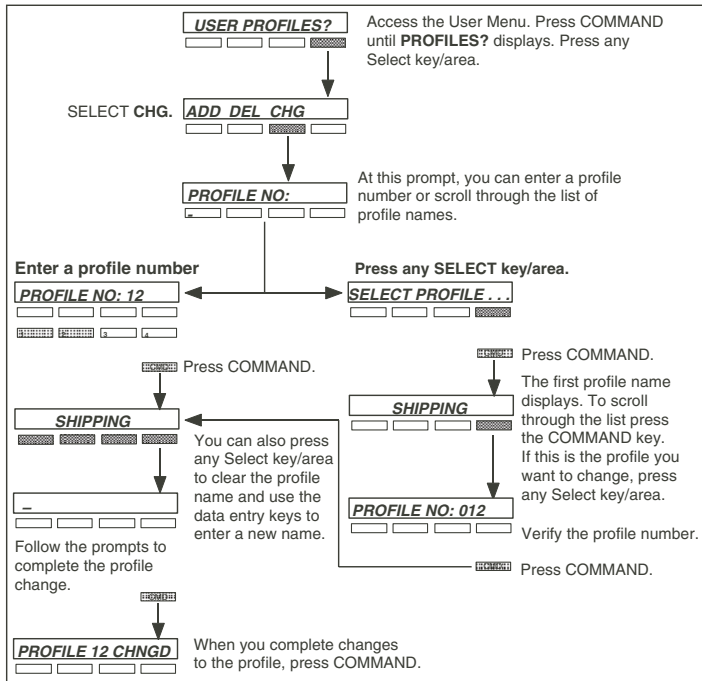 USER PROFILES?
Access the User Menu. Press COMMAND
until PROFILES? displays. Press any
Select key/area.
SELECT CHG.
ADD DEL CHG
PROFILE NO:
-
At this prompt, you can enter a profile
number or scroll through the list of
profile names.
Enter a profile number
PROFILE NO: 12
1 2 3 4
CMD Press COMMAND.
SHIPPING
You can also press
any Select key/area
to clear the profile
name and use the
data entry keys to
enter a new name.
_
Follow the prompts to
complete the profile
change.
CMD
PROFILE 12 CHNGD
When you complete changes
to the profile, press COMMAND.
Press any SELECT key/area.
SELECT PROFILE . . .
CMD Press COMMAND.
The first profile name
displays. To scroll
through the list press
the COMMAND key.
If this is the profile you
want to change, press
any Select key/area.
SHIPPING
PROFILE NO: 012
Verify the profile number.
CMD Press COMMAND.